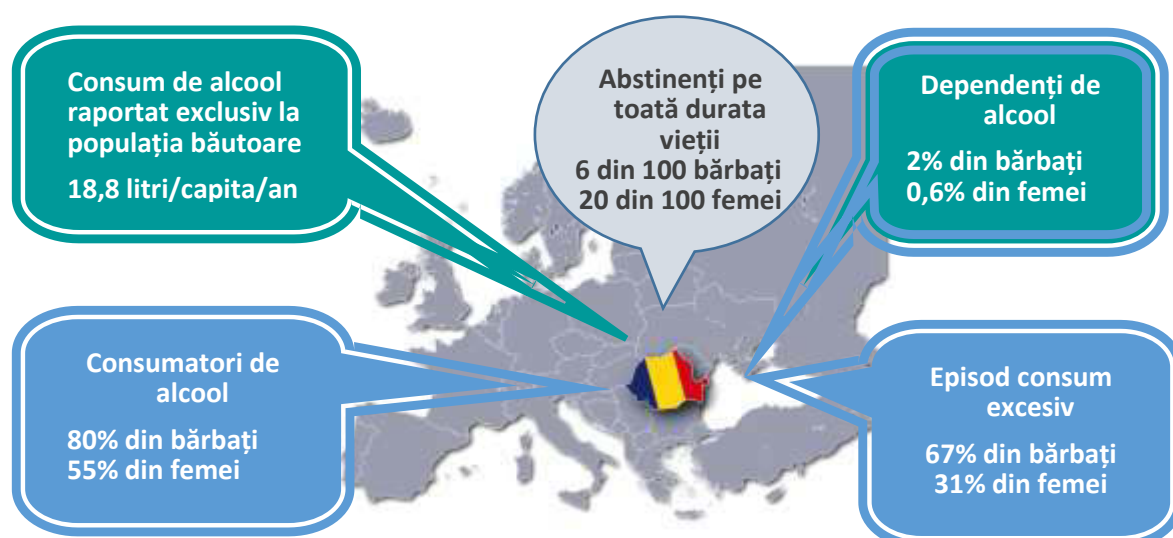 Consum de alcool
raportat exclusiv la
populația băutoare
18,8 litri/capita/an
Abstinenți pe
toată durata
vieții
6 din 100 bărbați
20 din 100 femei
Dependenți de
alcool
2% din bărbați
0,6% din femei
Consumatori de
alcool
80% din bărbați
55% din femei
Episod consum
excesiv
67% din bărbați
31% din femei